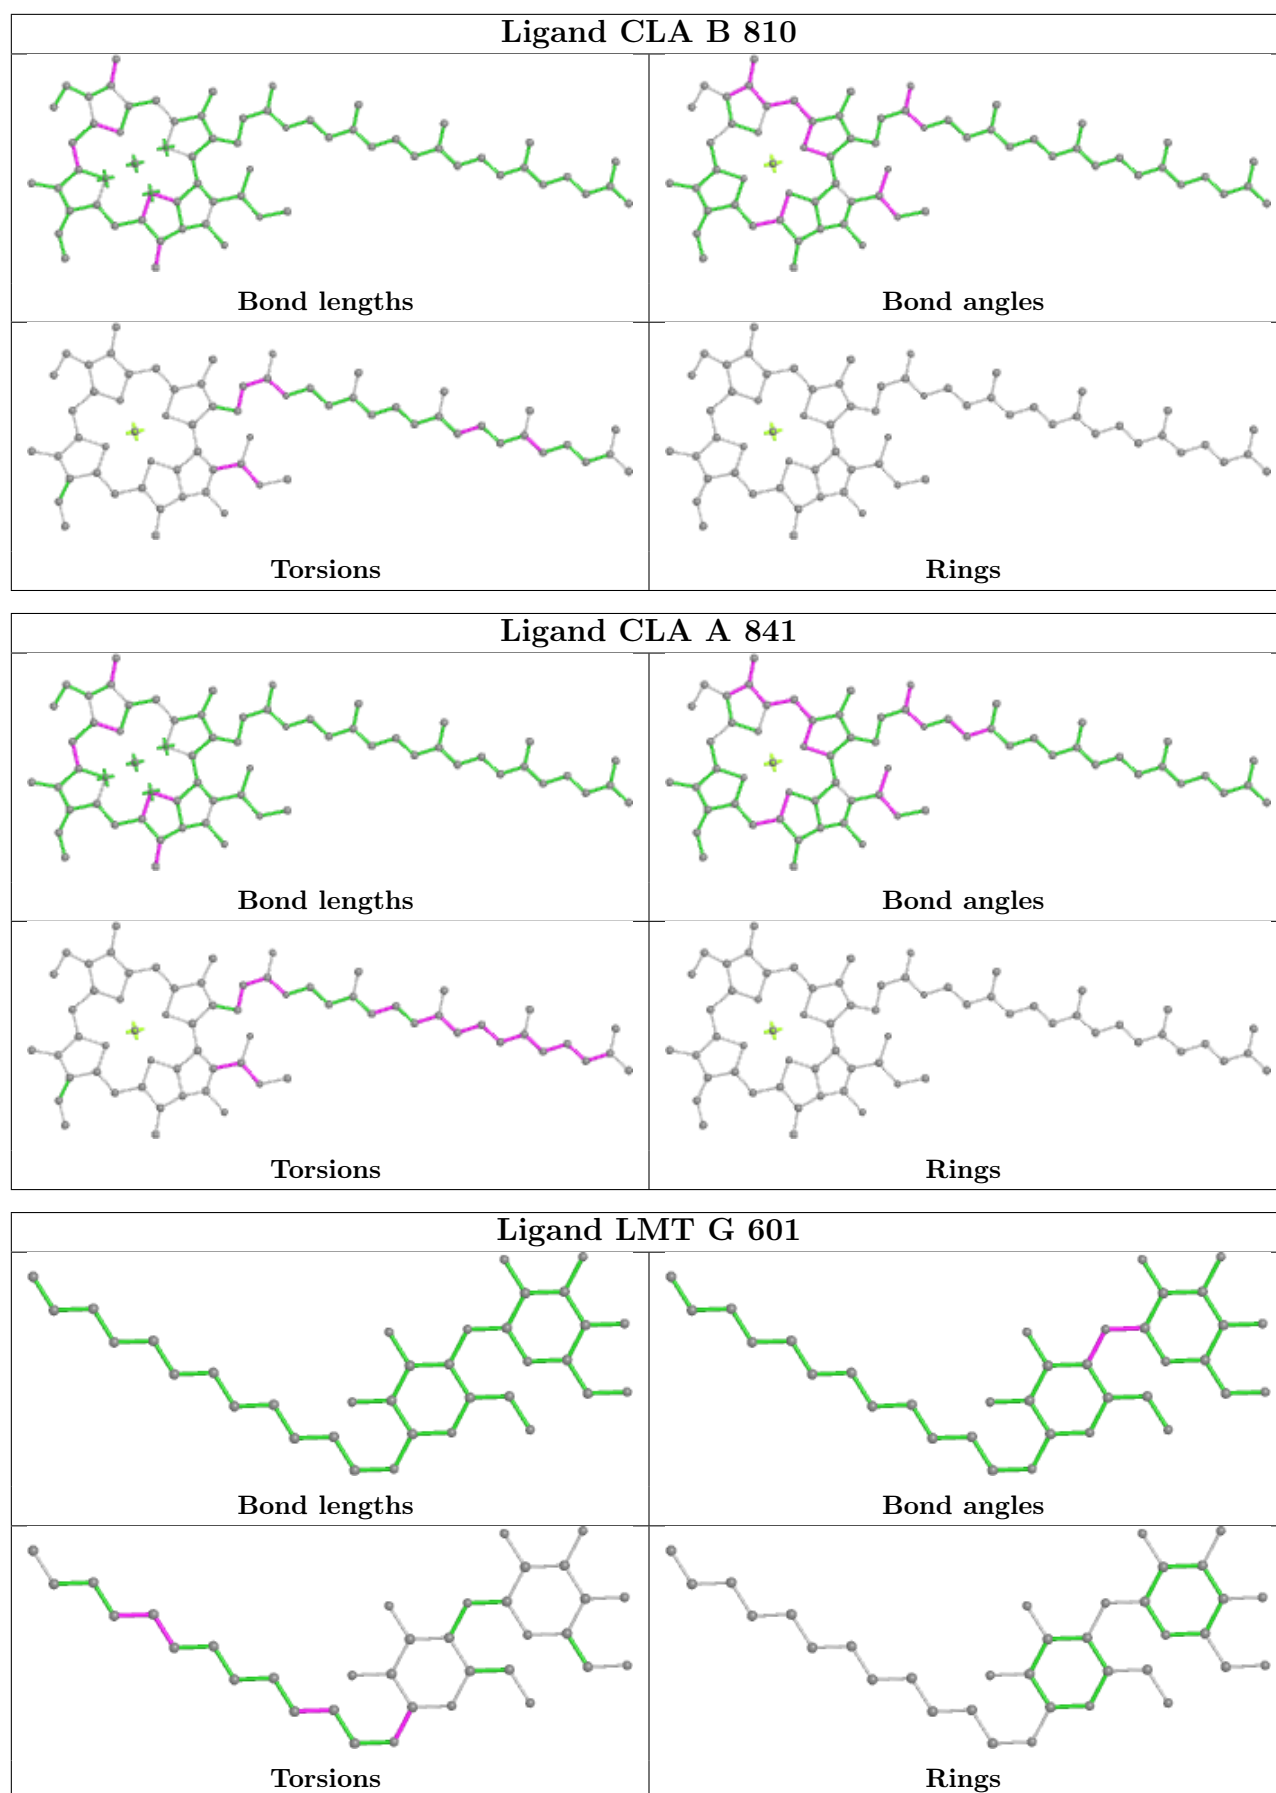 Ligand CLA B 810
Bond lengths
Bond angles
Torsions
Rings
Ligand CLA A 841
Bond lengths
Bond angles
Torsions
Rings
Ligand LMT G 601
Bond lengths
Bond angles
Torsions
Rings